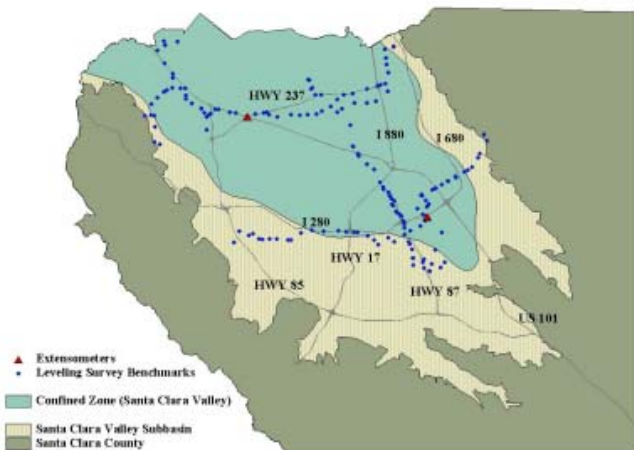 HWY 237
I 880
I 680
I 280
HWY 17
HWY 85
HWY 87
US 101
Extensometers
Leveling Survey Benchmarks
Confined Zone (Santa Clara Valley)
Santa Clara Valley Subbasin
Santa Clara County